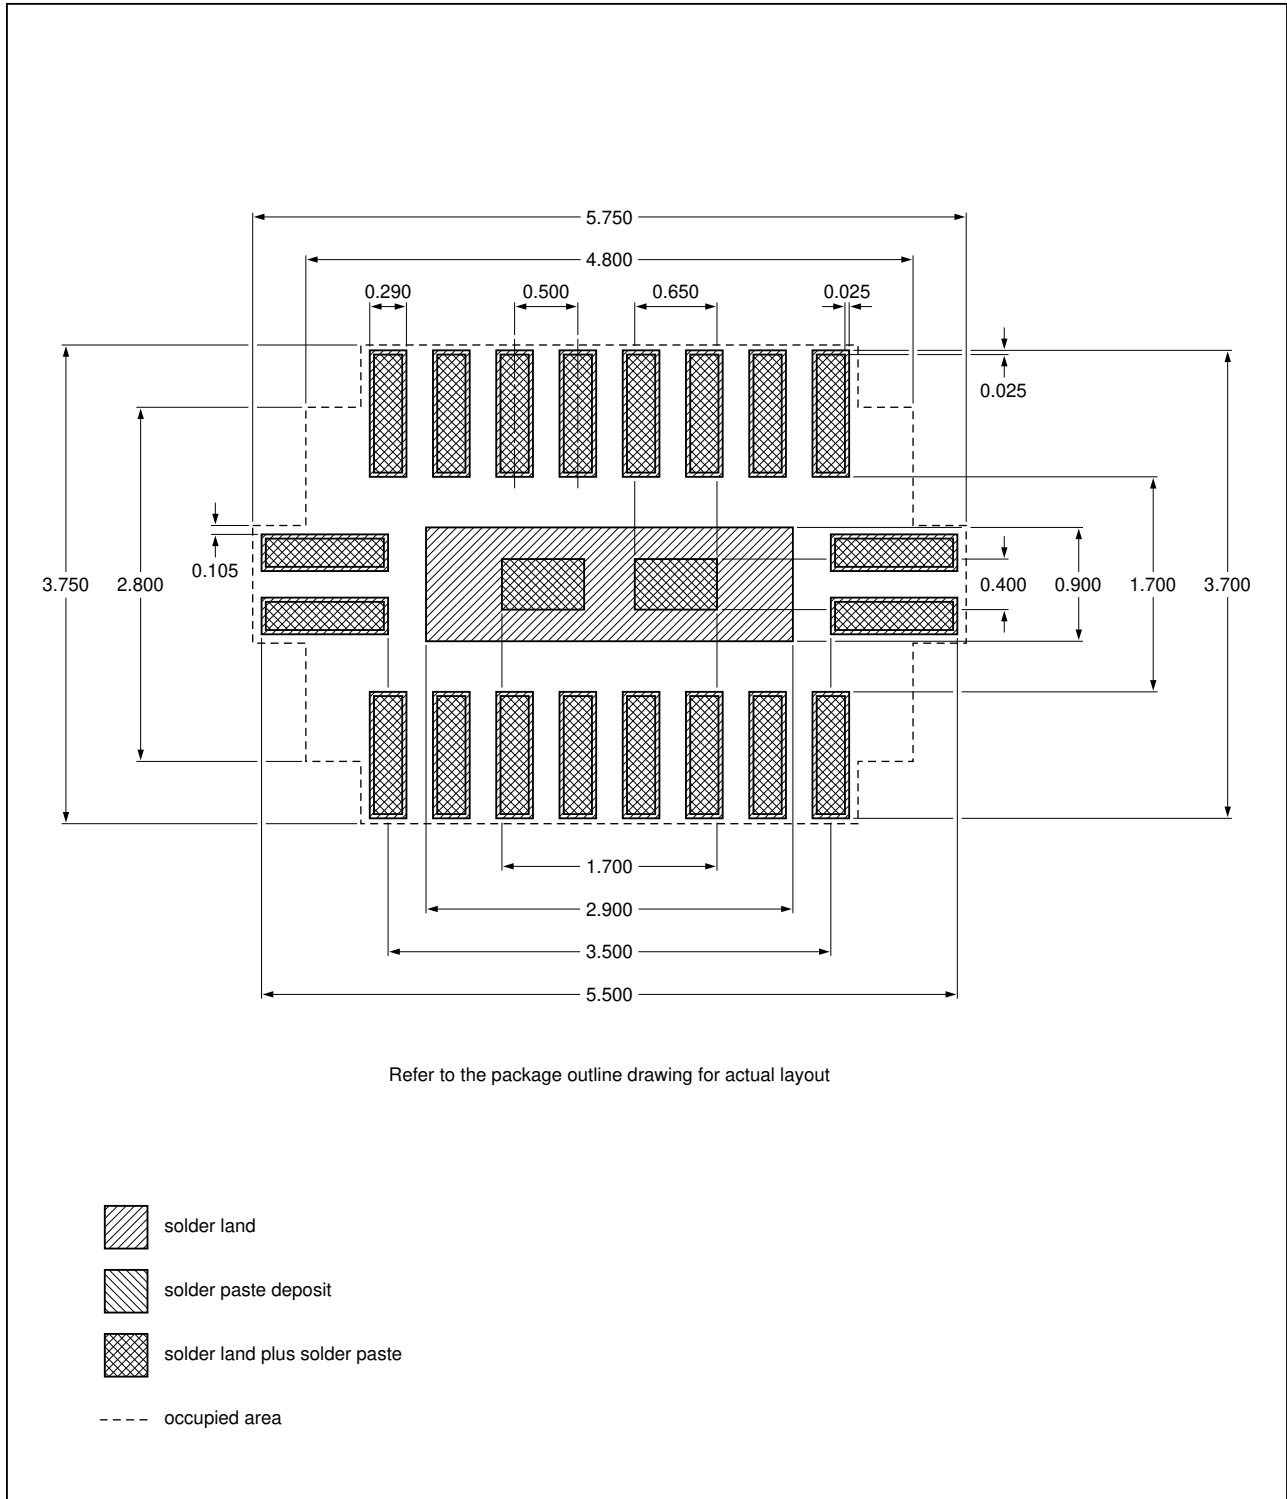 5.750
4.800
0.290 0.500 0.650 0.025
0.025
0.105
3.750 2.800 0.400 0.900 1.700 3.700
1.700
2.900
3.500
5.500
Refer to the package outline drawing for actual layout
solder land
solder paste deposit
solder land plus solder paste
occupied area